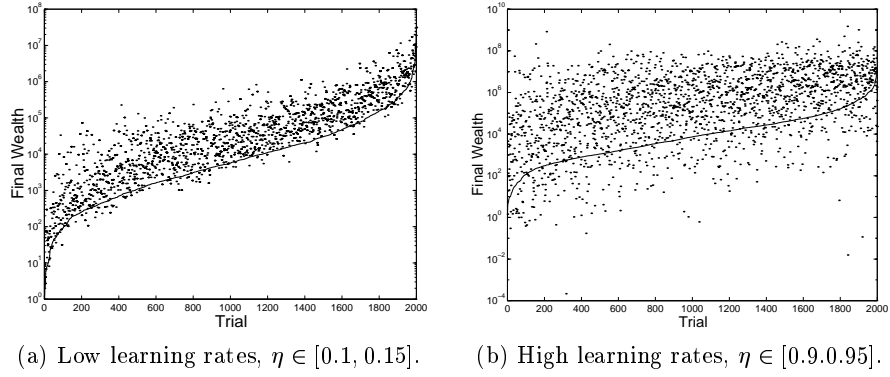 10^8
10^7
10^6
10^5
10^4
10^3
10^2
10^1
10^0
Final Wealth
0 200 400 600 800 1000 1200 1400 1600 1800 2000
Trial
(a) Low learning rates, η ∈ [0.1, 0.15].
10^10
10^8
10^6
10^4
10^2
10^0
10^-2
10^-4
Final Wealth
0 200 400 600 800 1000 1200 1400 1600 1800 2000
Trial
(b) High learning rates, η ∈ [0.9.0.95].